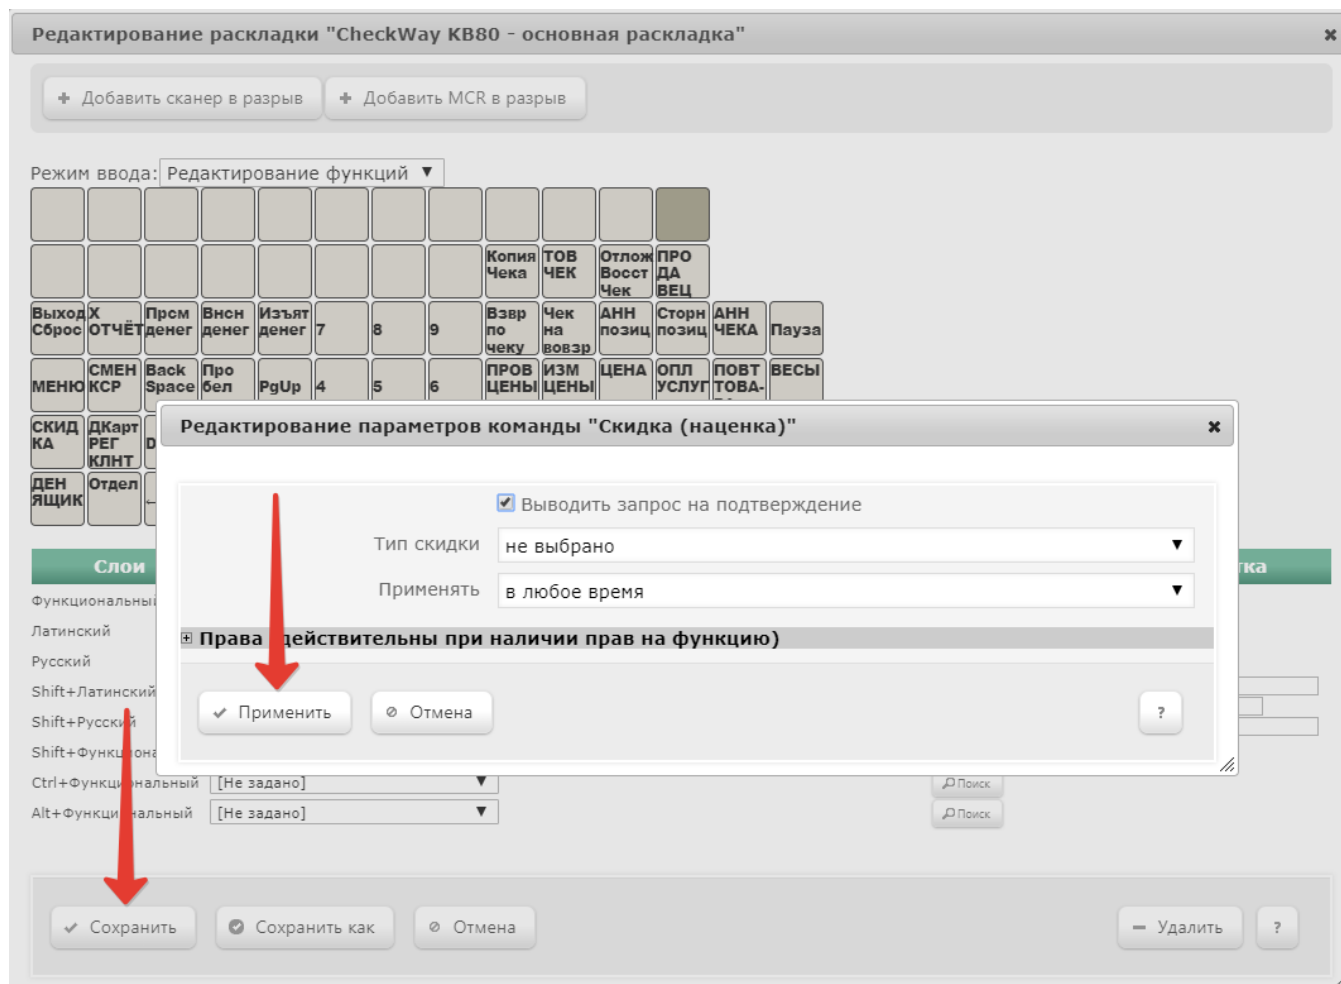 Редактирование раскладки "CheckWay KB80 - основная раскладка"
Добавить сканер в разрыв
Добавить MCR в разрыв
Режим ввода: Редактирование функций
Копия Чека
ТОВ ЧЕК
Отлож Восст Чек
ПРО ДА ВЕЦ
Выход Сброс
X ОТЧЁТ
Прсм денег
Внсн денег
Изъят денег
7
8
9
Взвр по чеку
Чек на вовзр
АНН позиц
Сторн позиц
АНН ЧЕКА
Пауза
МЕНЮ
СМЕН КСР
Back Space
Про бел
PgUp
4
5
6
ПРОВ ЦЕНЫ
ИЗМ ЦЕНЫ
ЦЕНА
ОПЛ УСЛУГ
ПОВТ ТОВА-
ВЕСЫ
СКИД КА
ДКарт РЕГ КЛНТ
ДЕН ЯЩИК
Отдел
Редактирование параметров команды "Скидка (наценка)"
Выводить запрос на подтверждение
Тип скидки
не выбрано
Применять
в любое время
Права действительны при наличии прав на функцию)
Применить
Отмена
?
Слои
Функциональный
Латинский
Русский
Shift+Латинский
Shift+Русский
Ctrl+Функциональный [Не задано] Поиск
Alt+Функциональный [Не задано] Поиск
Сохранить
Сохранить как
Отмена
Удалить
?